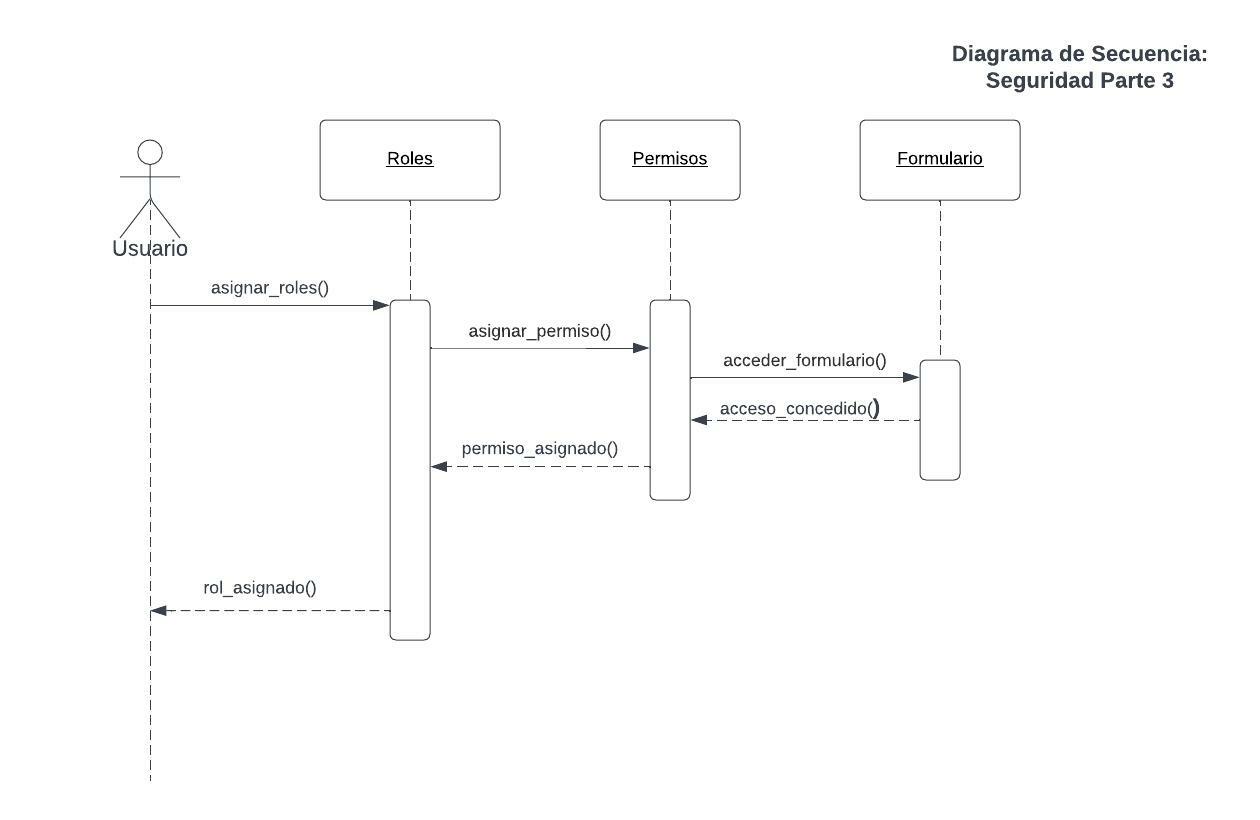 Diagrama de Secuencia:
Seguridad Parte 3
Roles
Permisos
Formulario
Usuario
asignar_roles()
asignar_permiso()
acceder_formulario()
acceso_concedido()
permiso_asignado()
rol_asignado()